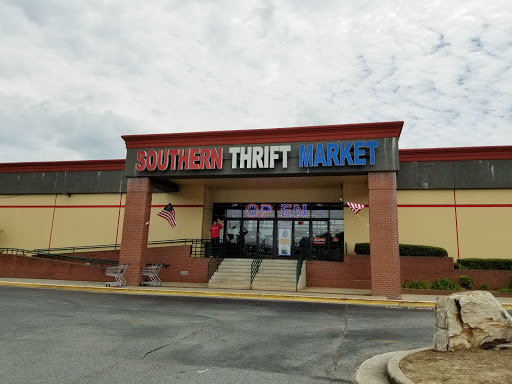 SOUTHERN THRIFT MARKET
OPEN